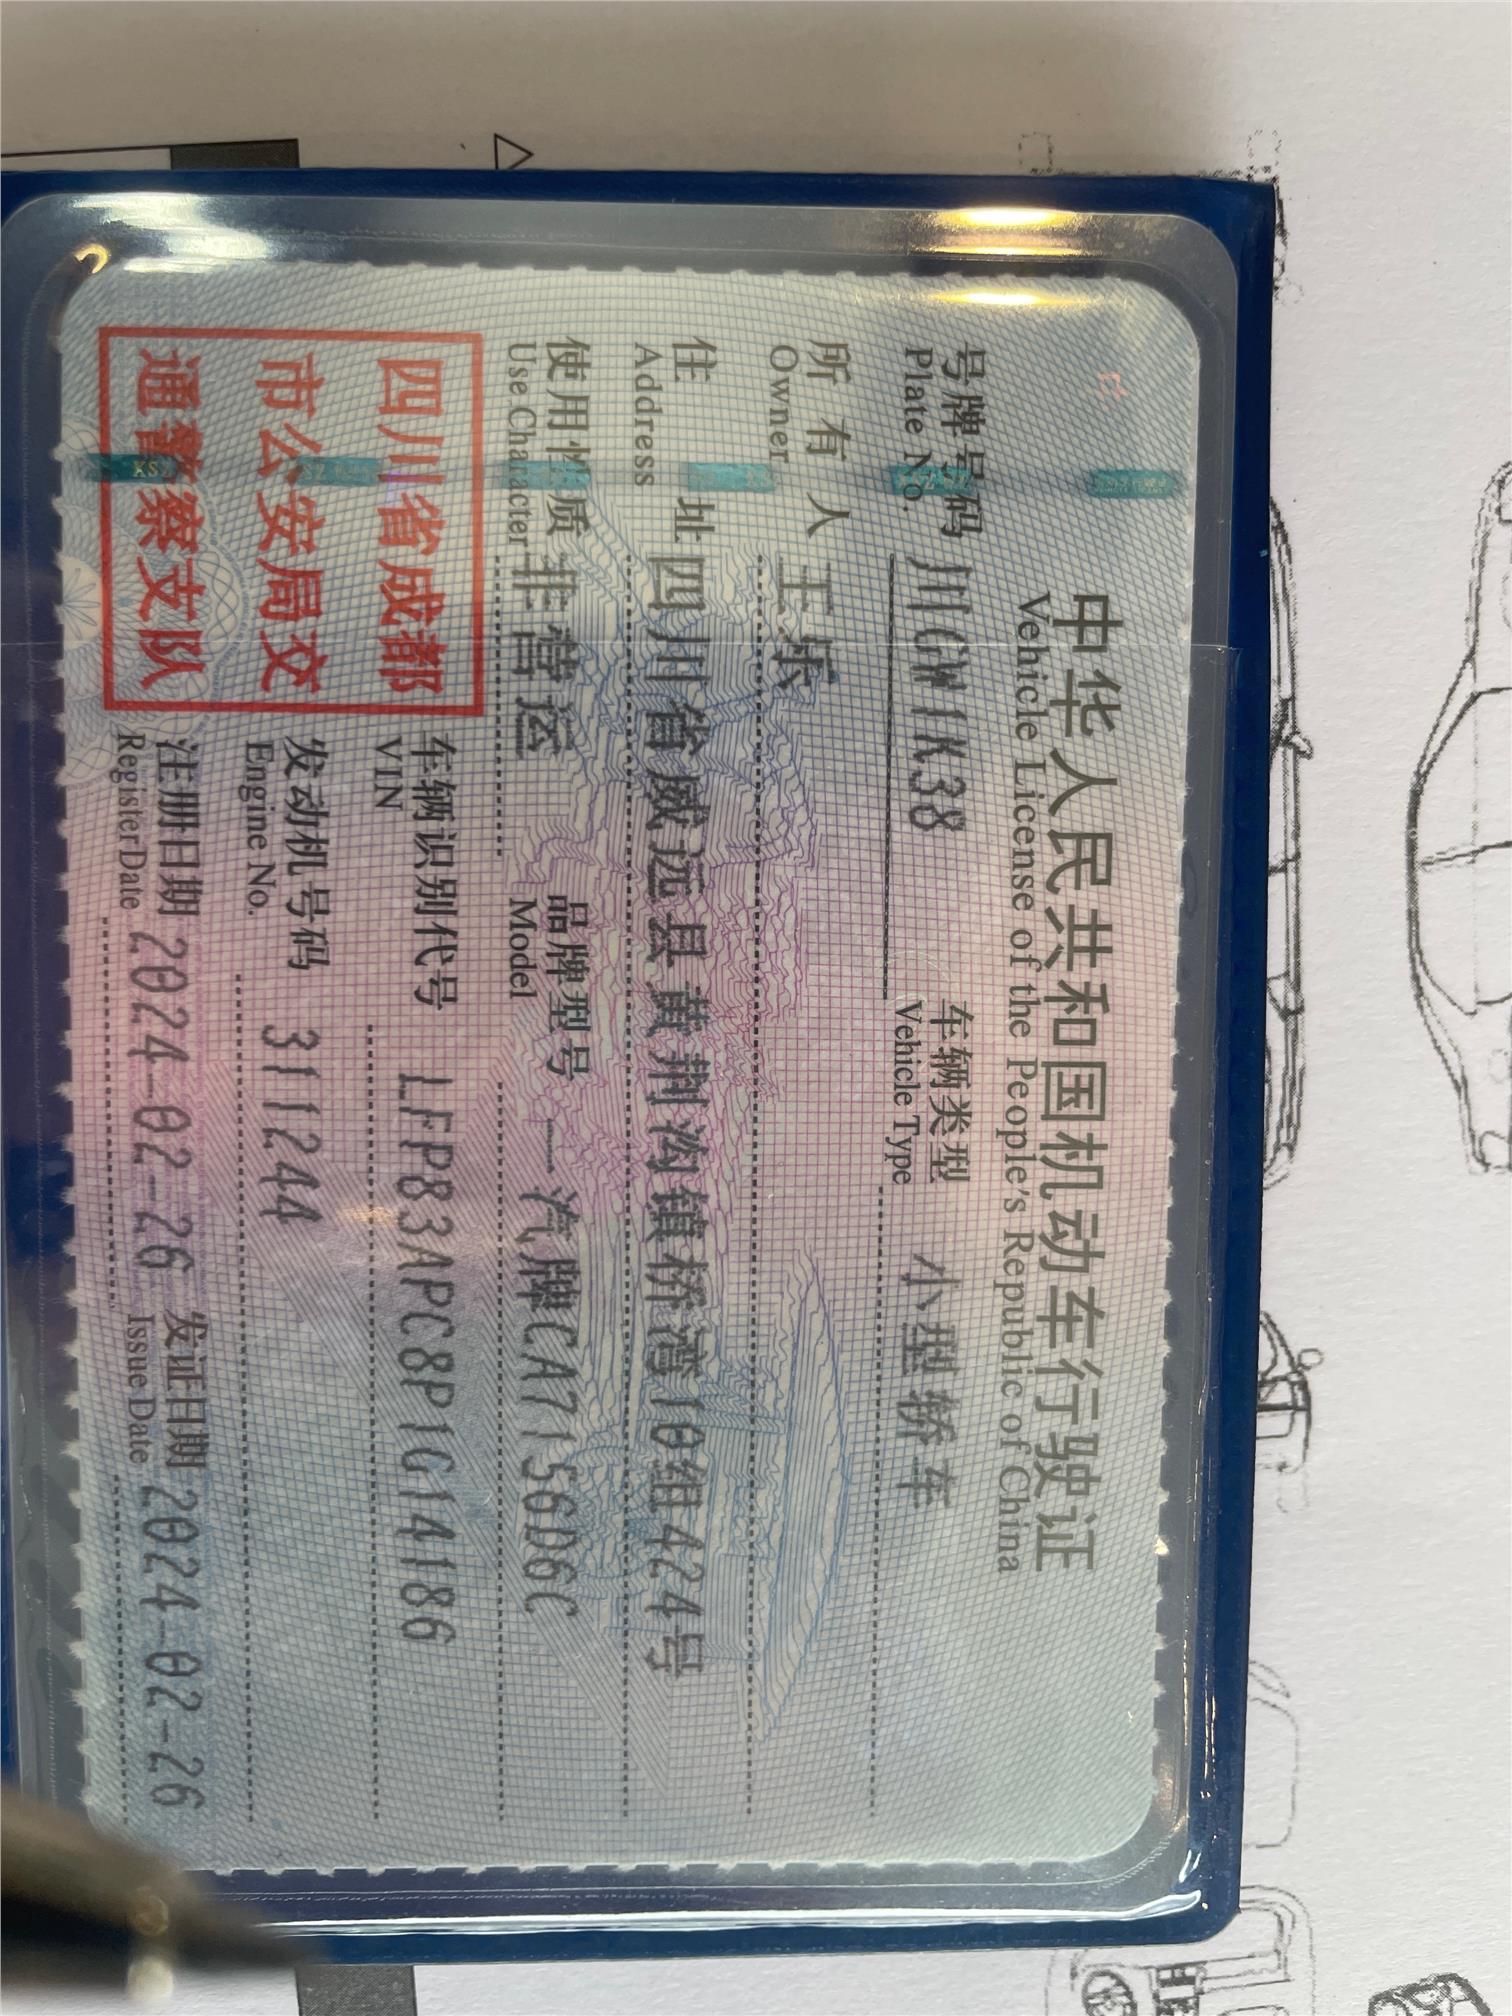 中华人民共和国机动车行驶证
Vehicle License of the People's Republic of China
号牌号码 川GW1K38 车辆类型 小型轿车
Plate No. Vehicle Type
所有人 王乐
Owner
住址 四川省威远县黄荆沟镇桥湾10组424号
Address
使用性质 非营运 品牌型号 一汽牌CA7156D6C
Use Character Model
四川省成都
市公安局交
通警察支队
车辆识别代号 LFP83APC8P1G14186
VIN
发动机号码 311244
Engine No.
注册日期 2024-02-26 发证日期 2024-02-26
Register Date Issue Date